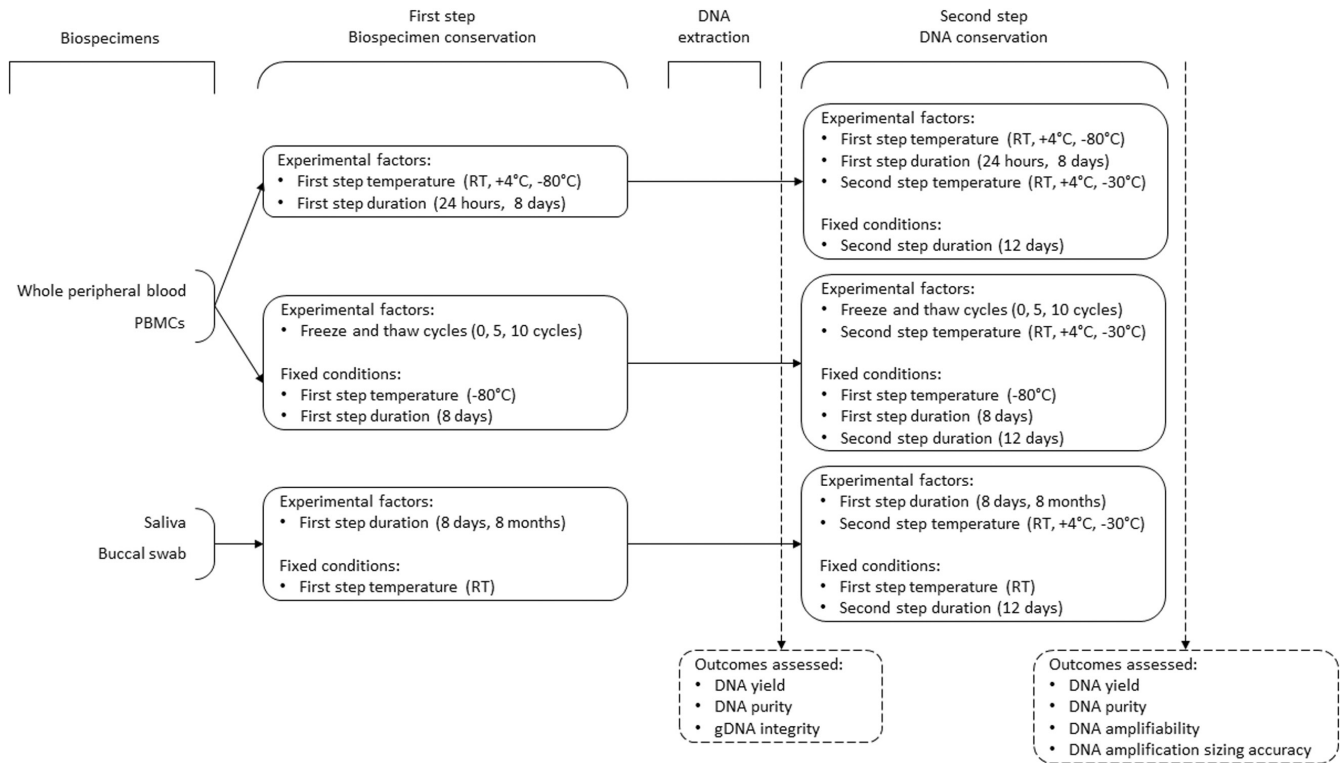 Biospecimens
First step
Biospecimen conservation
DNA
extraction
Second step
DNA conservation
Whole peripheral blood
PBMCs
Experimental factors:
• First step temperature (RT, +4°C, -80°C)
• First step duration (24 hours, 8 days)
Experimental factors:
• First step temperature (RT, +4°C, -80°C)
• First step duration (24 hours, 8 days)
• Second step temperature (RT, +4°C, -30°C)
Fixed conditions:
• Second step duration (12 days)
Experimental factors:
• Freeze and thaw cycles (0, 5, 10 cycles)
Fixed conditions:
• First step temperature (-80°C)
• First step duration (8 days)
Experimental factors:
• Freeze and thaw cycles (0, 5, 10 cycles)
• Second step temperature (RT, +4°C, -30°C)
Fixed conditions:
• First step temperature (-80°C)
• First step duration (8 days)
• Second step duration (12 days)
Saliva
Buccal swab
Experimental factors:
• First step duration (8 days, 8 months)
Fixed conditions:
• First step temperature (RT)
Experimental factors:
• First step duration (8 days, 8 months)
• Second step temperature (RT, +4°C, -30°C)
Fixed conditions:
• First step temperature (RT)
• Second step duration (12 days)
Outcomes assessed:
• DNA yield
• DNA purity
• gDNA integrity
Outcomes assessed:
• DNA yield
• DNA purity
• DNA amplifiability
• DNA amplification sizing accuracy